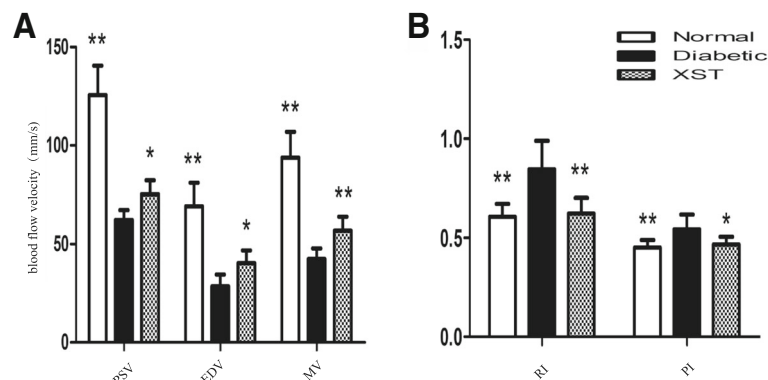 A
B
Normal
Diabetic
XST
blood flow velocity (mm/s)
150
100
50
0
**
*
**
*
**
**
PSV
EDV
MV
1.5
1.0
0.5
0.0
**
**
**
*
RI
PI